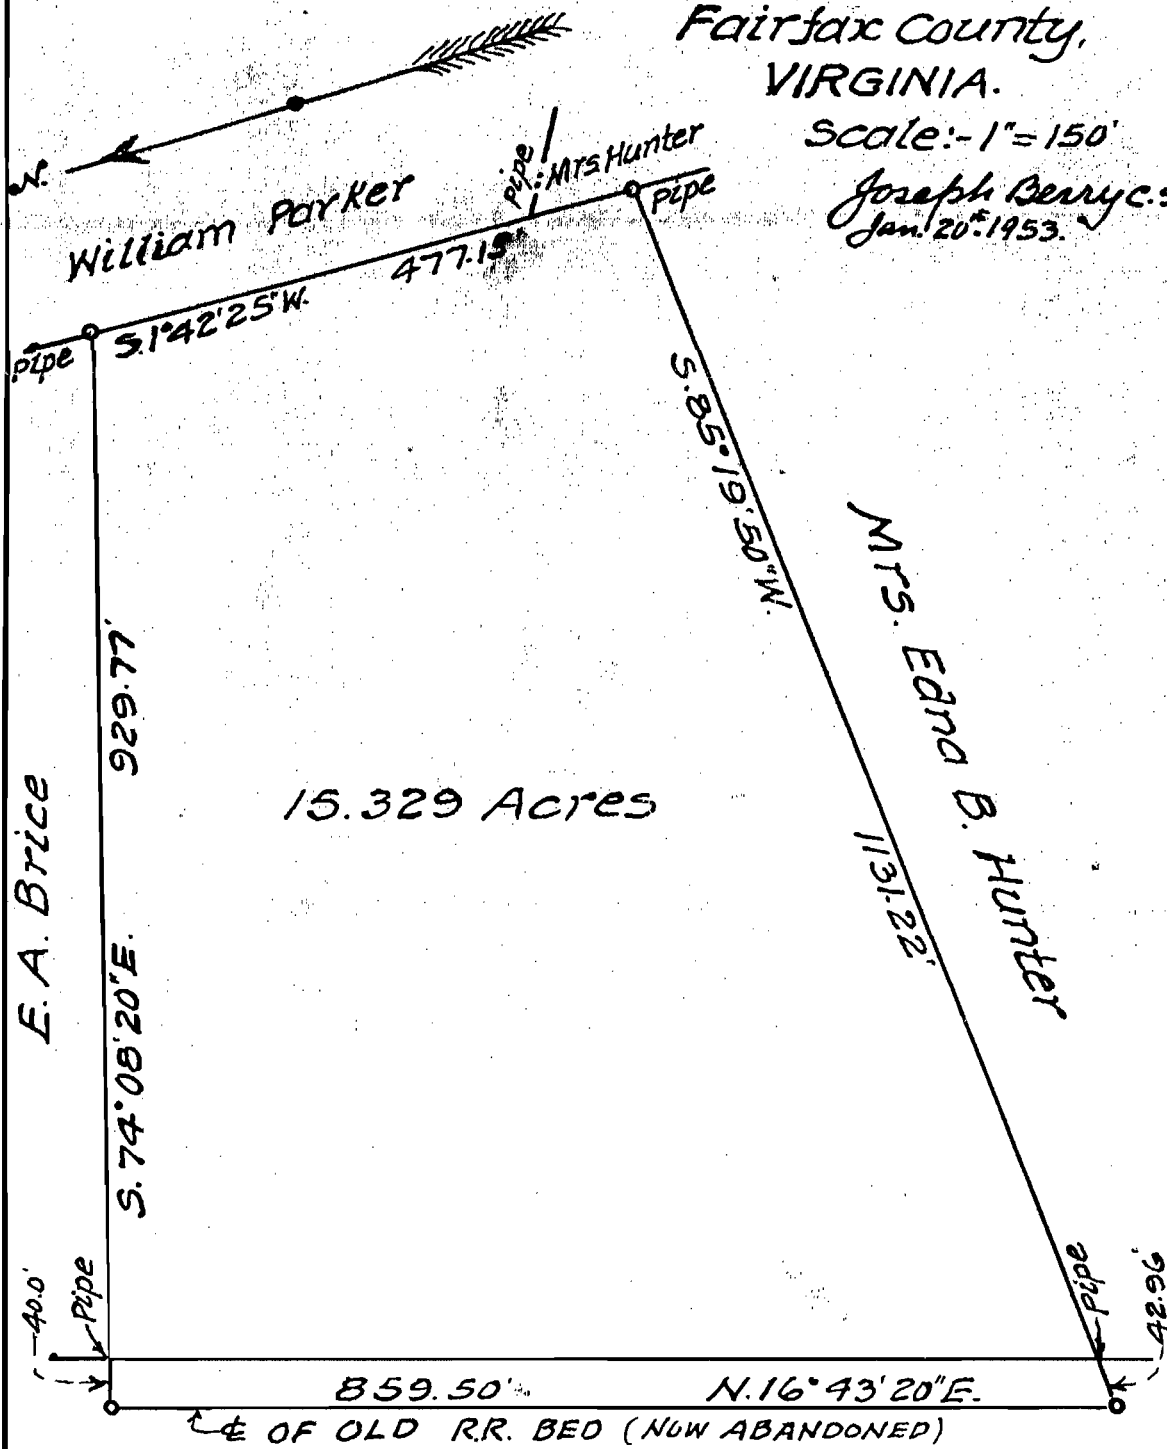 Fairfax County,
VIRGINIA.
Scale:- 1"=150'
Joseph Berry C.S
Jan. 20th 1953.
N.
William Parker
Pipe
Mrs Hunter
Pipe
477.15'
S.1°42'25"W.
Pipe
S.85°19'50"W.
Mrs. Edna B. Hunter
1131.22'
929.77'
S.74°08'20"E.
E. A. Brice
15.329 Acres
40.0'
Pipe
Pipe
42.96'
859.50' N.16°43'20"E.
℄ OF OLD R.R. BED (NOW ABANDONED)